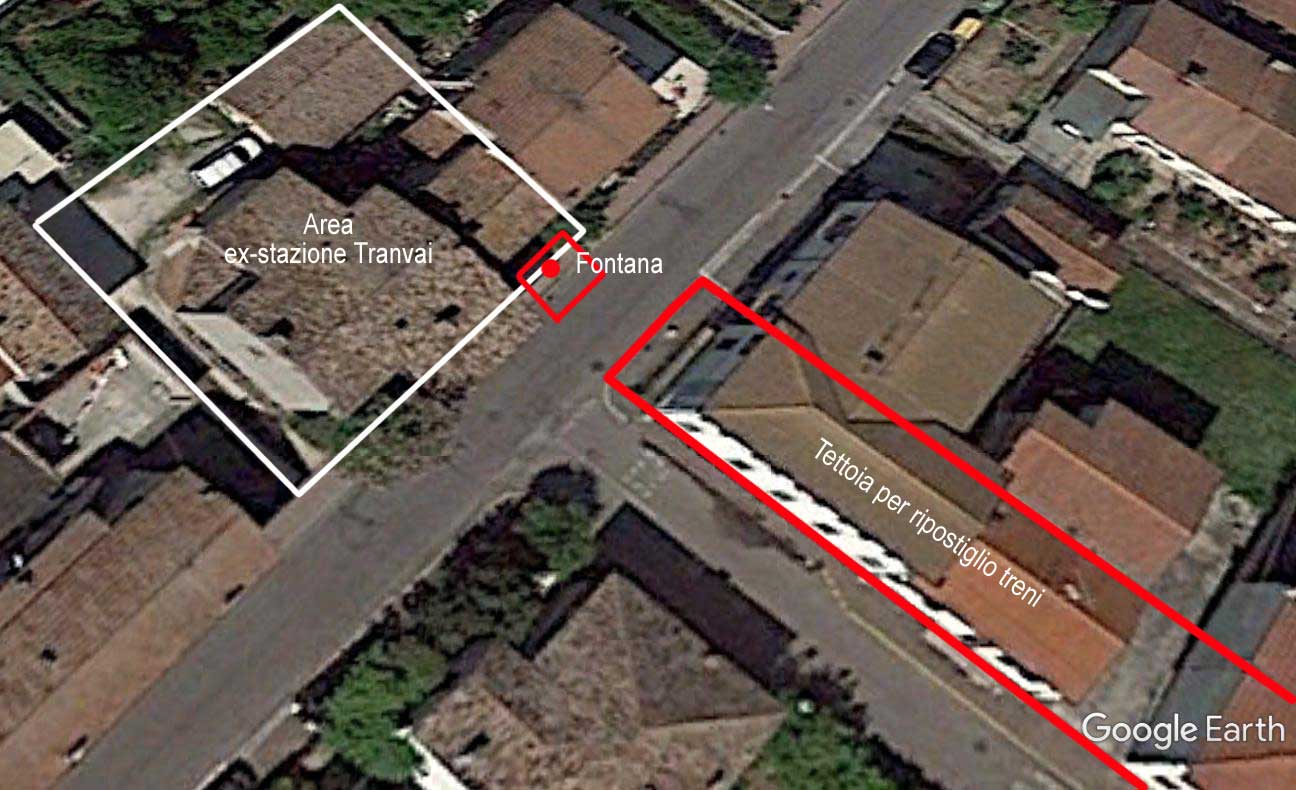 Area
ex-stazione Tranvai
Fontana
Tettoia per ripostiglio treni
Google Earth